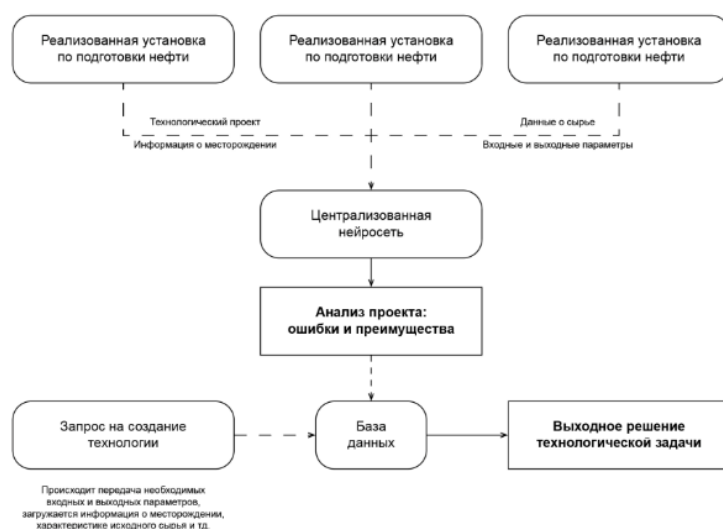 Реализованная установка
по подготовки нефти
Реализованная установка
по подготовки нефти
Реализованная установка
по подготовки нефти
Технологический проект
Данные о сырье
Информация о месторождении
Входные и выходные параметры
Централизованная
нейросеть
Анализ проекта:
ошибки и преимущества
Запрос на создание
технологии
База
данных
Выходное решение
технологической задачи
Происходит передача необходимых
входных и выходных параметров,
загружается информация о месторождении,
характеристике исходного сырья и тд.